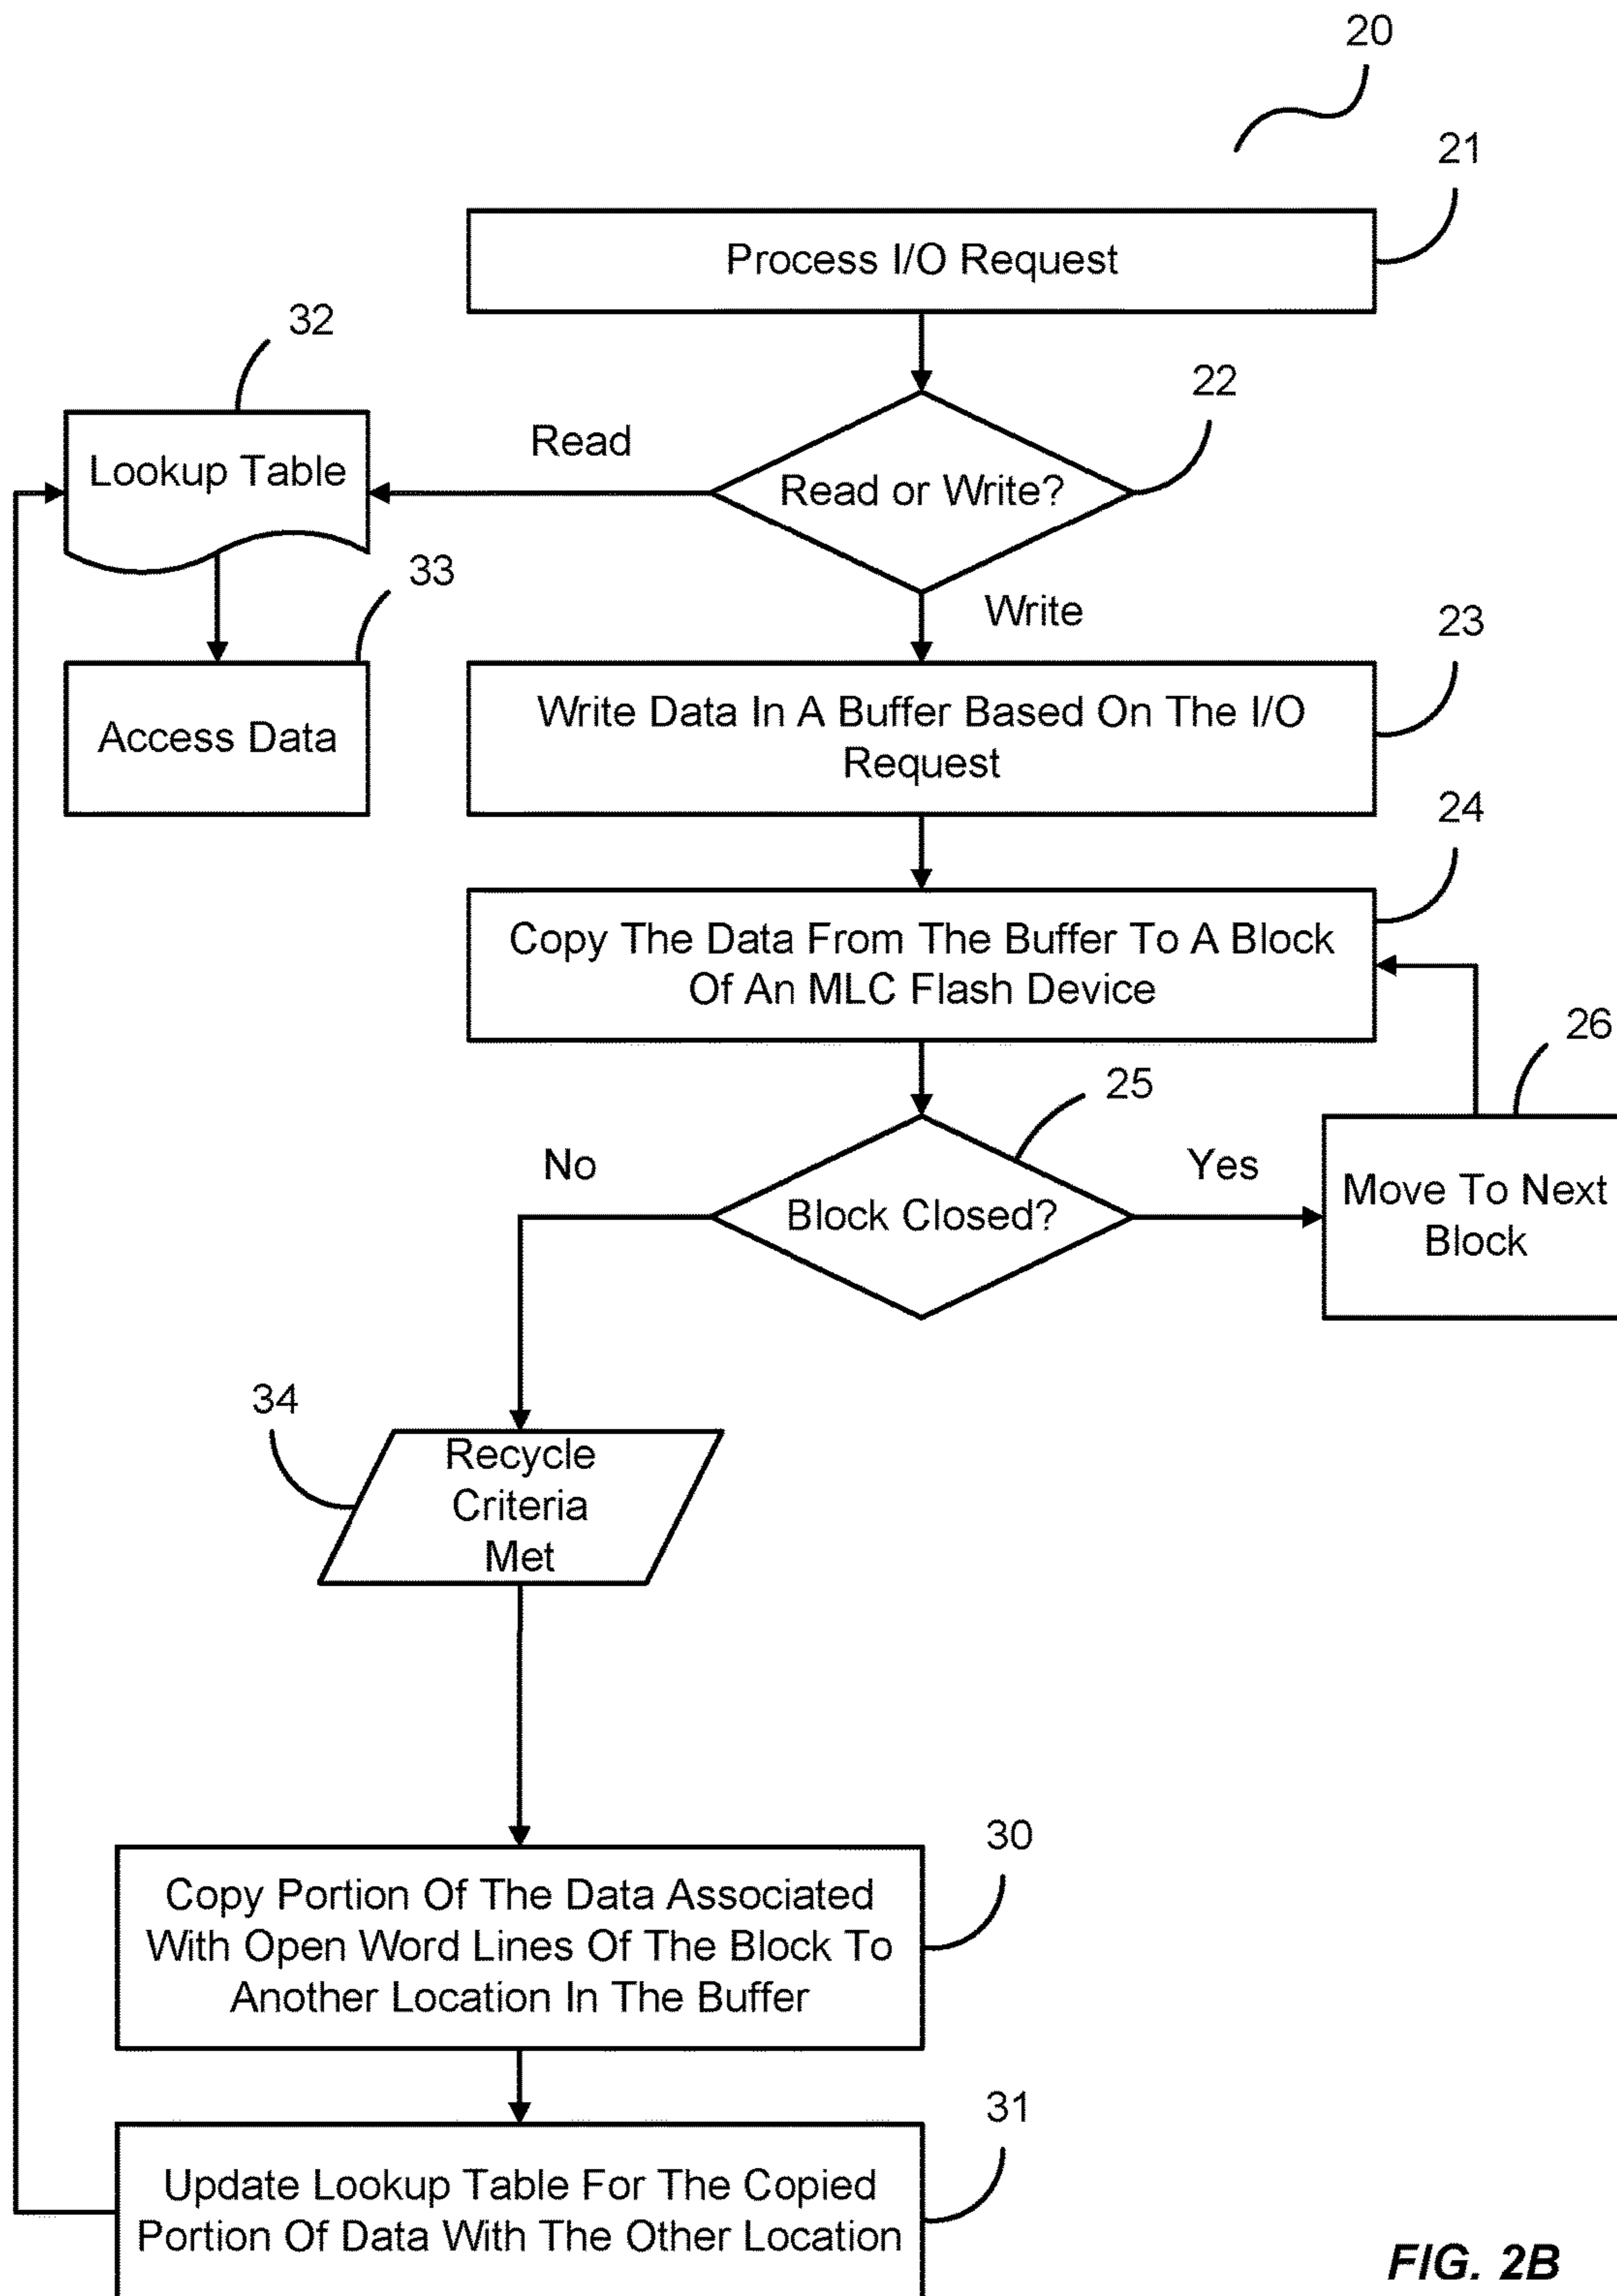 20
21
Process I/O Request
32
22
Lookup Table
Read
Read or Write?
33
Write
23
Access Data
Write Data In A Buffer Based On The I/O
Request
24
Copy The Data From The Buffer To A Block
Of An MLC Flash Device
26
25
No
Yes
Block Closed?
Move To Next
Block
34
Recycle
Criteria
Met
30
Copy Portion Of The Data Associated
With Open Word Lines Of The Block To
Another Location In The Buffer
31
Update Lookup Table For The Copied
Portion Of Data With The Other Location
FIG. 2B